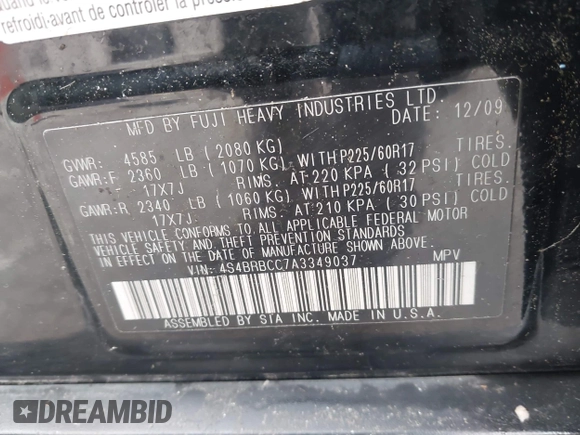 refroidi-avant de contrôler la pression
MFD BY FUJI HEAVY INDUSTRIES LTD.
DATE: 12/09
GVWR: 4585 LB (2080 KG)
GAWR:F 2360 LB (1070 KG) WITH P225/60R17 TIRES.
17X7J RIMS. AT 220 KPA (32 PSI) COLD
GAWR:R 2340 LB (1060 KG) WITH P225/60R17 TIRES.
17X7J RIMS. AT 210 KPA (30 PSI) COLD
THIS VEHICLE CONFORMS TO ALL APPLICABLE FEDERAL MOTOR
VEHICLE SAFETY AND THEFT PREVENTION STANDARDS
IN EFFECT ON THE DATE OF MANUFACTURE SHOWN ABOVE.
VIN: 4S4BRBCC7A3349037 MPV
ASSEMBLED BY SIA INC. MADE IN U.S.A.
DREAMBID